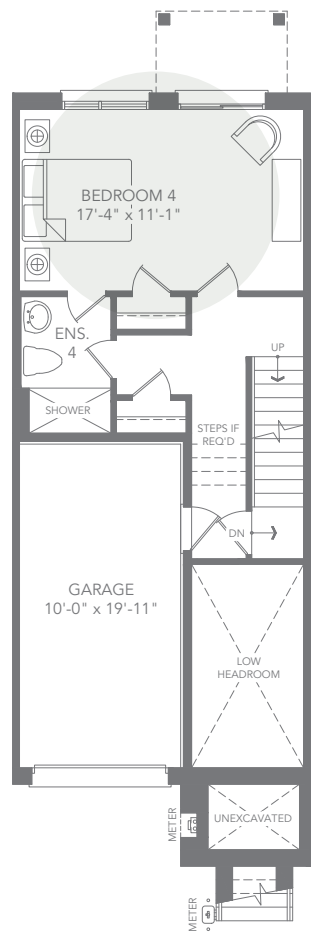 BEDROOM 4
17'-4" x 11'-1"
ENS.
4
UP
SHOWER
STEPS IF
REQ'D
DN
GARAGE
10'-0" x 19'-11"
LOW
HEADROOM
METER
UNEXCAVATED
METER